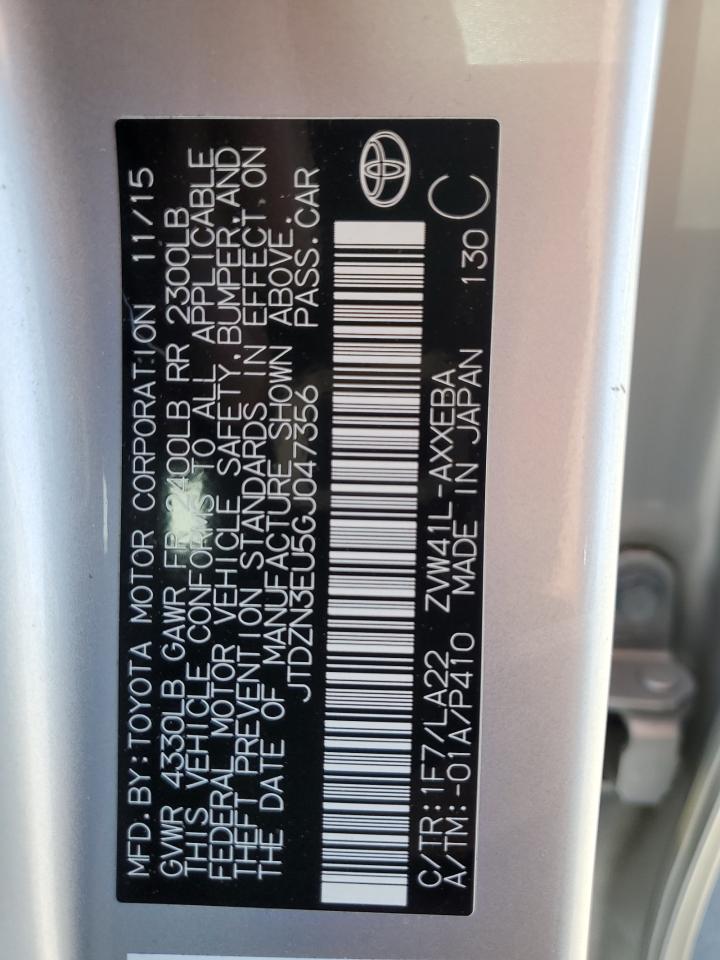 MFD.BY:TOYOTA MOTOR CORPORATION 11/15
GVWR 4330LB GAWR FR 2400LB RR 2300LB
THIS VEHICLE CONFORMS TO ALL APPLICABLE
FEDERAL MOTOR VEHICLE SAFETY,BUMPER,AND
THEFT PREVENTION STANDARDS IN EFFECT ON
THE DATE OF MANUFACTURE SHOWN ABOVE.
JTDZN3EU5GJ047356 PASS.CAR
C/TR:1F7/LA22 ZVW41L-AXXEBA
A/TM:-01A/P410 MADE IN JAPAN 130 C